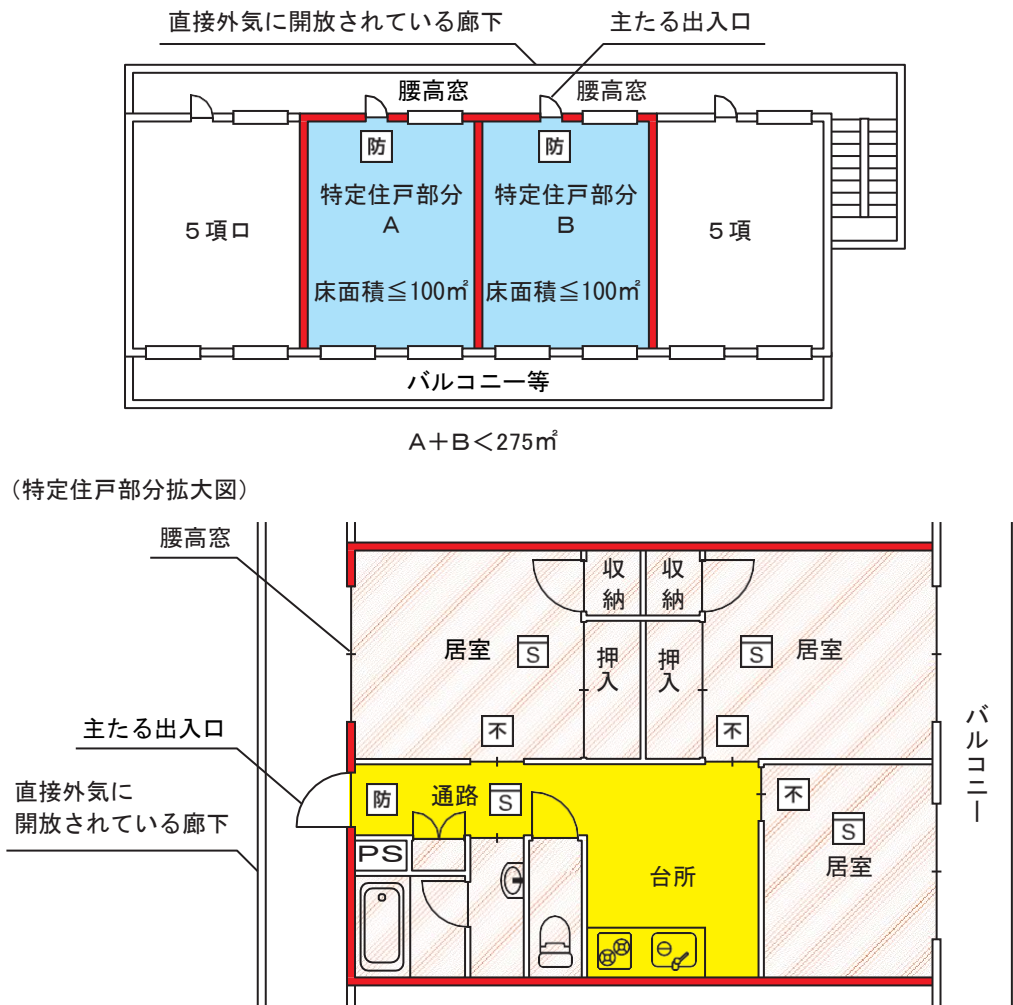 直接外気に開放されている廊下
主たる出入口
腰高窓
腰高窓
防
防
特定住戸部分
A
特定住戸部分
B
5項ロ
5項
床面積≦100㎡
床面積≦100㎡
バルコニー等
A+B<275㎡
(特定住戸部分拡大図)
腰高窓
収納
収納
居室
S
押入
押入
S
居室
不
不
主たる出入口
バルコニー
直接外気に
開放されている廊下
防
通路
S
不
S
居室
PS
台所